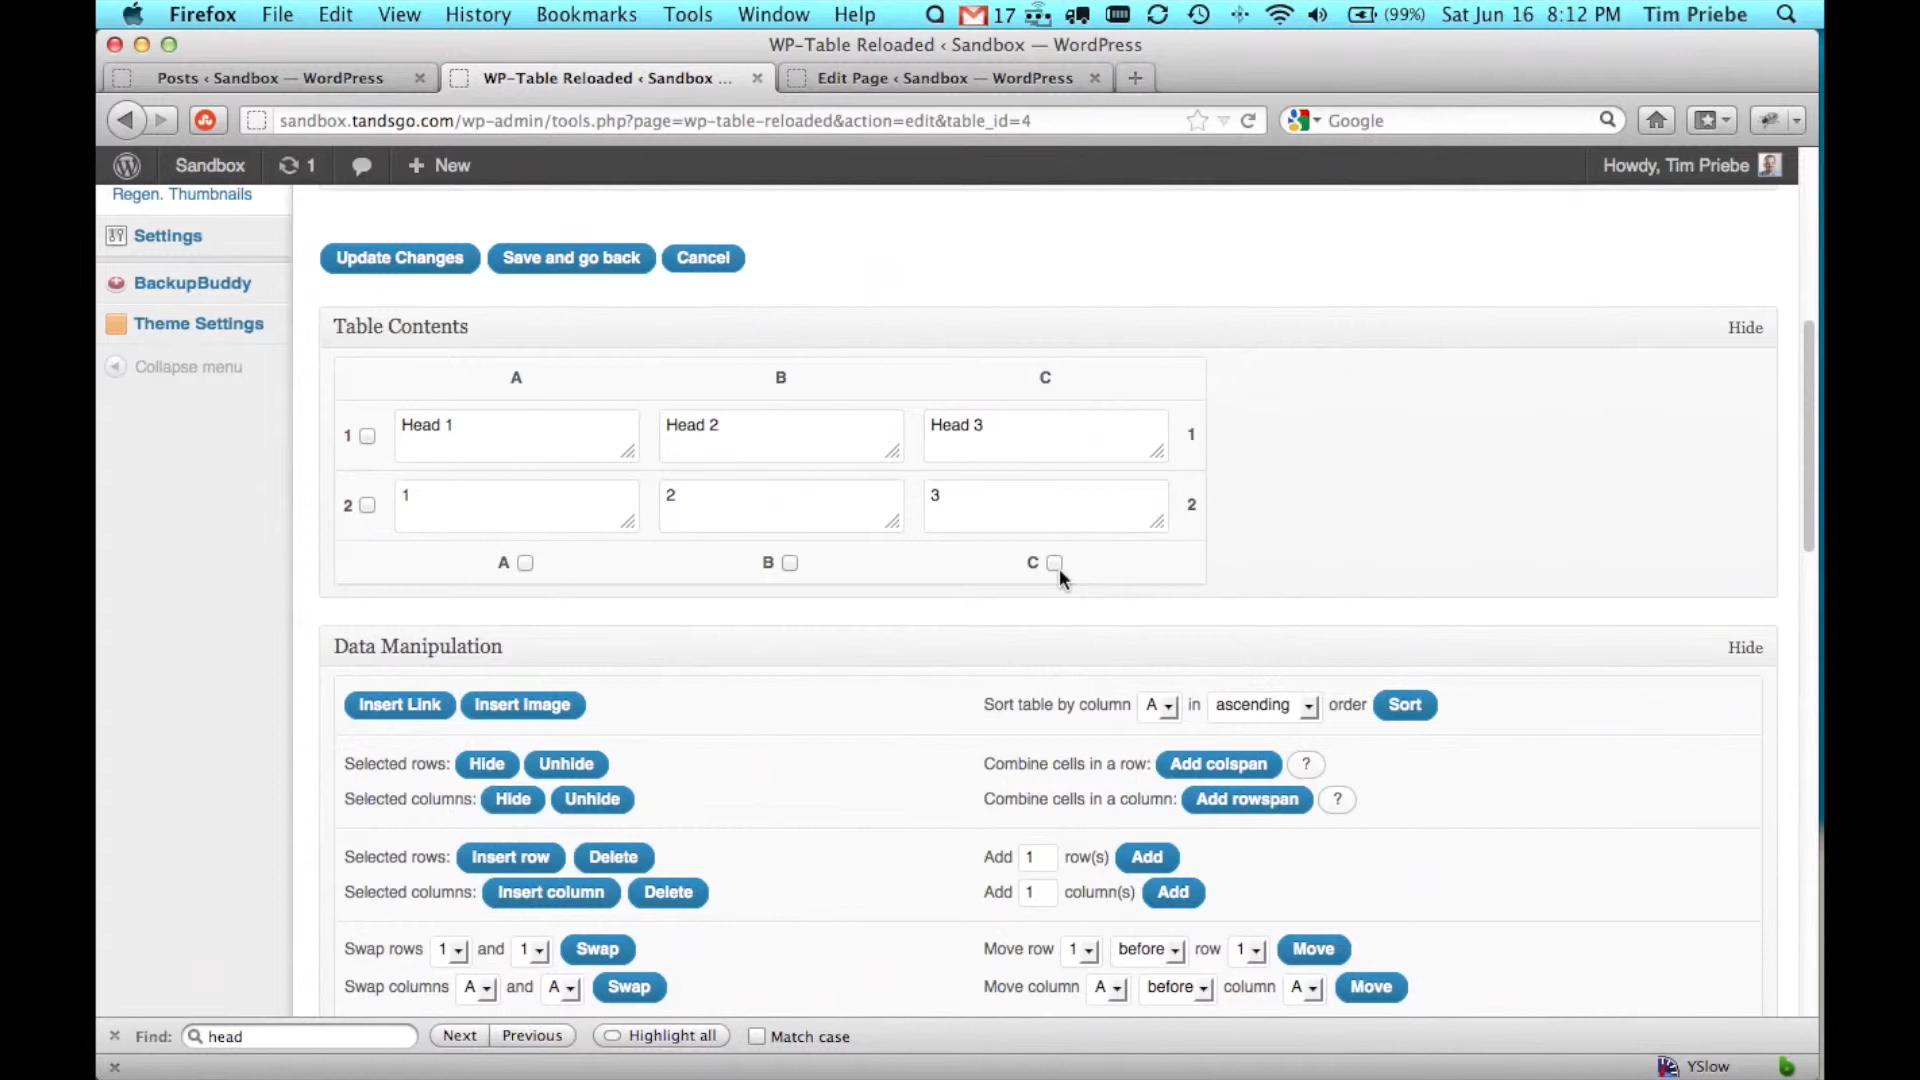 Firefox File Edit View History Bookmarks Tools Window Help 17 (99%) Sat Jun 16 8:12 PM Tim Priebe
WP-Table Reloaded ‹ Sandbox — WordPress
Posts ‹ Sandbox — WordPress WP-Table Reloaded ‹ Sandbox ... Edit Page ‹ Sandbox — WordPress
sandbox.tandsgo.com/wp-admin/tools.php?page=wp-table-reloaded&action=edit&table_id=4 Google
Sandbox 1 + New Howdy, Tim Priebe
Regen. Thumbnails
Settings
BackupBuddy
Theme Settings
Collapse menu
Update Changes Save and go back Cancel
Table Contents Hide
A B C
1 Head 1 Head 2 Head 3 1
2 1 2 3 2
A B C
Data Manipulation Hide
Insert Link Insert Image Sort table by column A in ascending order Sort
Selected rows: Hide Unhide Combine cells in a row: Add colspan ?
Selected columns: Hide Unhide Combine cells in a column: Add rowspan ?
Selected rows: Insert row Delete Add 1 row(s) Add
Selected columns: Insert column Delete Add 1 column(s) Add
Swap rows 1 and 1 Swap Move row 1 before row 1 Move
Swap columns A and A Swap Move column A before column A Move
Find: head Next Previous Highlight all Match case
YSlow